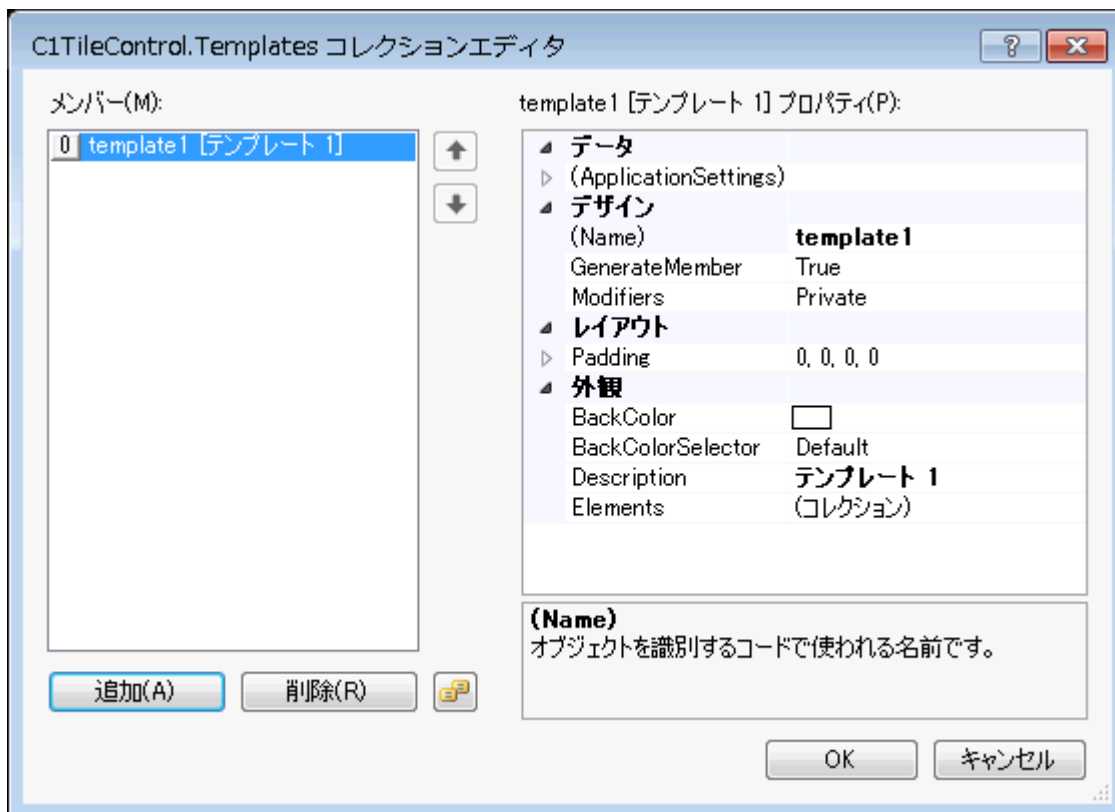 C1TileControl.Templates コレクションエディタ
メンバー(M):
0 template1 [テンプレート 1]
追加(A)
削除(R)
template1 [テンプレート 1] プロパティ(P):
データ
(ApplicationSettings)
デザイン
(Name) template1
GenerateMember True
Modifiers Private
レイアウト
Padding 0, 0, 0, 0
外観
BackColor
BackColorSelector Default
Description テンプレート 1
Elements (コレクション)
(Name)
オブジェクトを識別するコードで使われる名前です。
OK
キャンセル